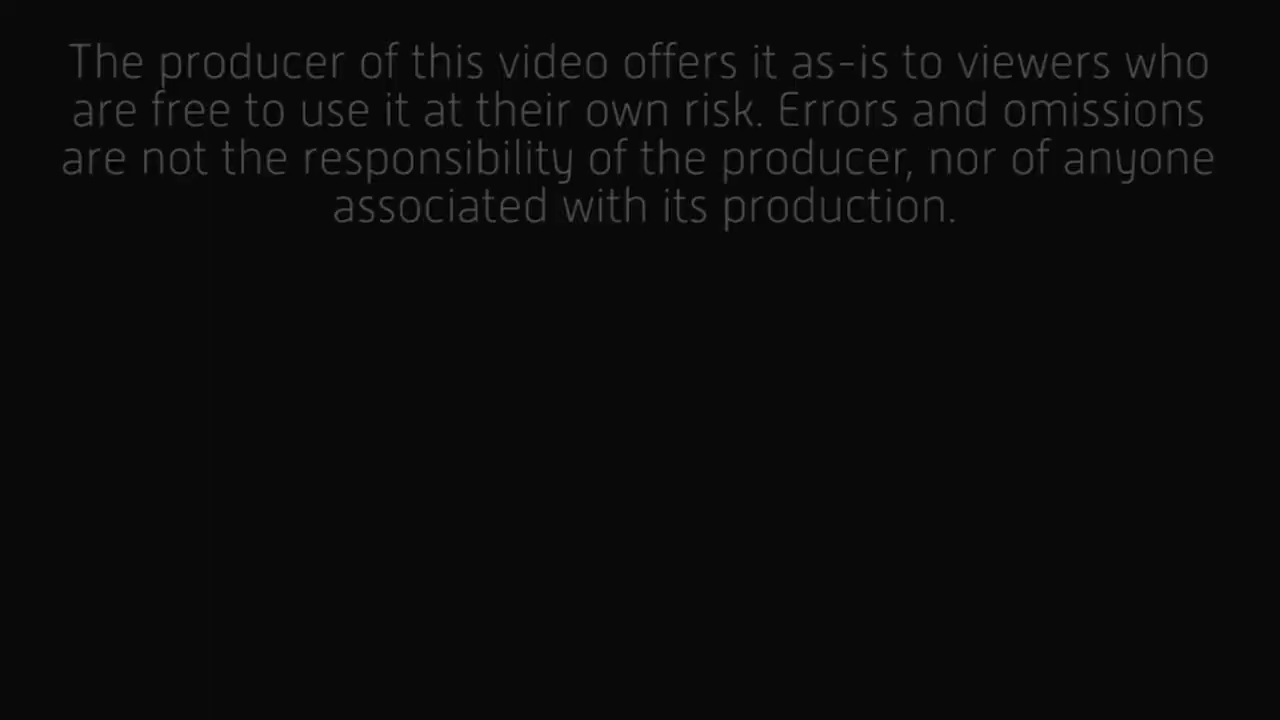 The producer of this video offers it as-is to viewers who
are free to use it at their own risk. Errors and omissions
are not the responsibility of the producer, nor of anyone
associated with its production.